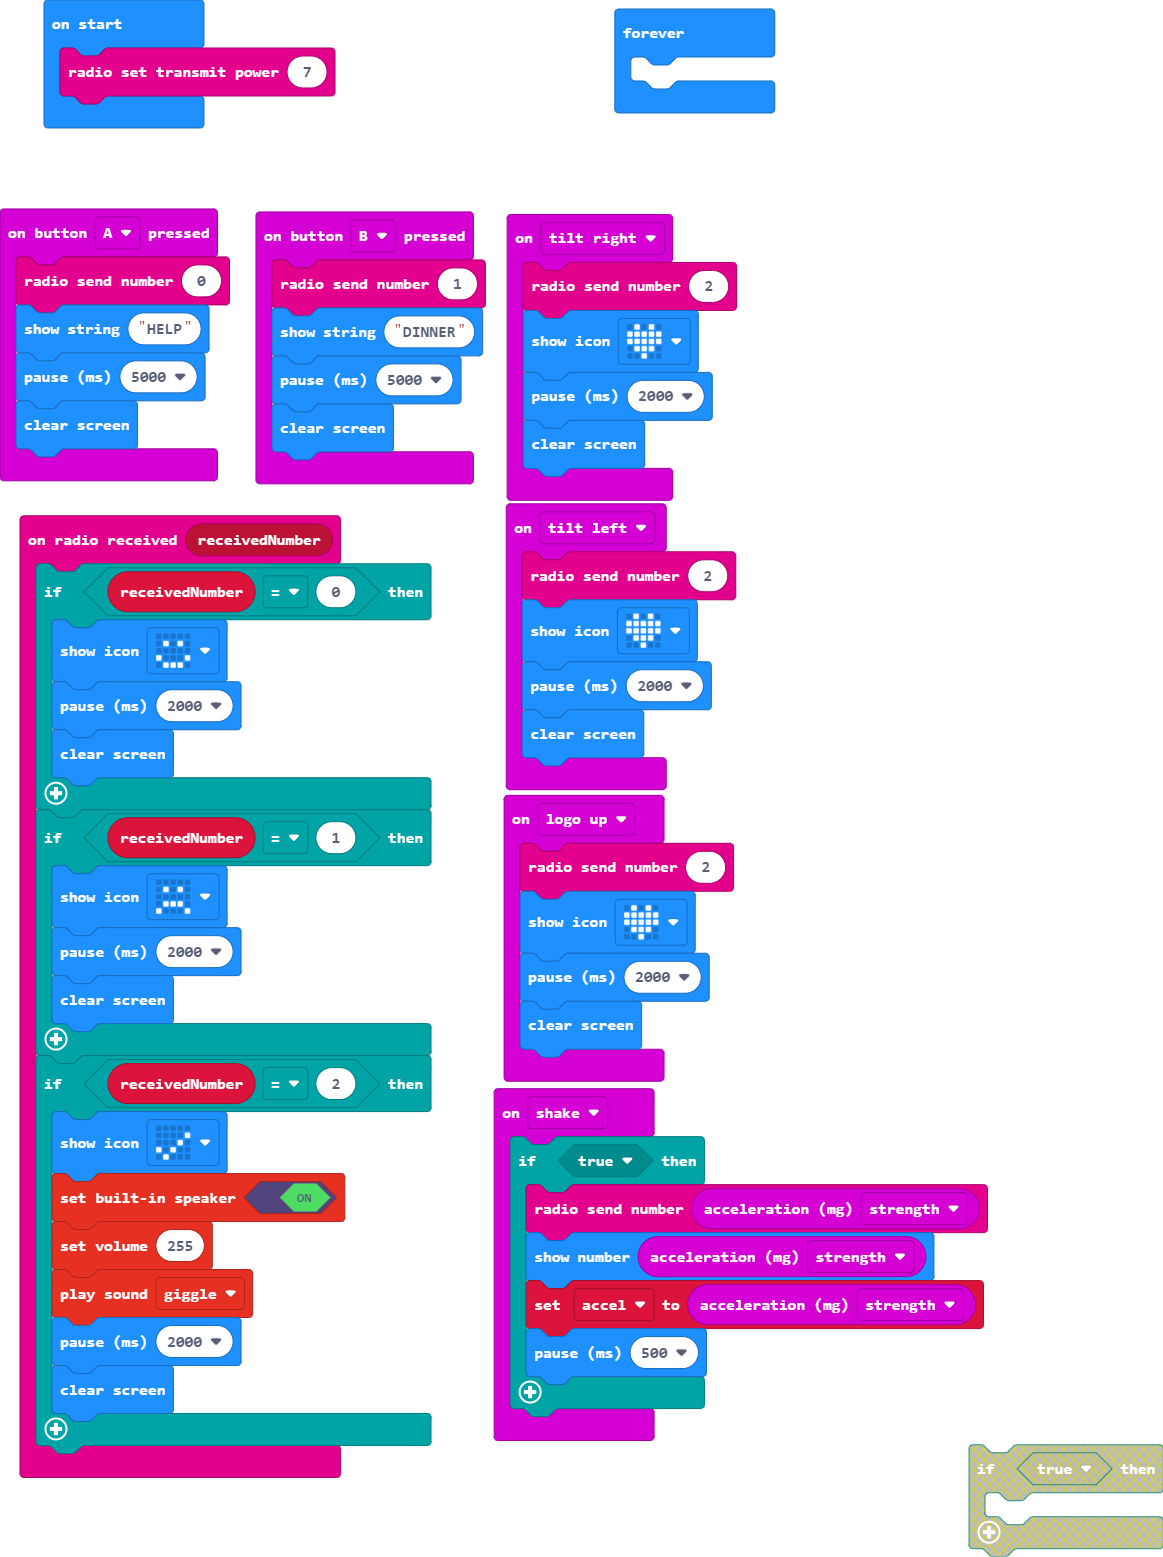 on start
radio set transmit power 7
forever
on button A pressed
radio send number 0
show string "HELP"
pause (ms) 5000
clear screen
on button B pressed
radio send number 1
show string "DINNER"
pause (ms) 5000
clear screen
on tilt right
radio send number 2
show icon
pause (ms) 2000
clear screen
on tilt left
radio send number 2
show icon
pause (ms) 2000
clear screen
on logo up
radio send number 2
show icon
pause (ms) 2000
clear screen
on shake
if true then
radio send number acceleration (mg) strength
show number acceleration (mg) strength
set accel to acceleration (mg) strength
pause (ms) 500
on radio received receivedNumber
if receivedNumber = 0 then
show icon
pause (ms) 2000
clear screen
if receivedNumber = 1 then
show icon
pause (ms) 2000
clear screen
if receivedNumber = 2 then
show icon
set built-in speaker ON
set volume 255
play sound giggle
pause (ms) 2000
clear screen
if true then